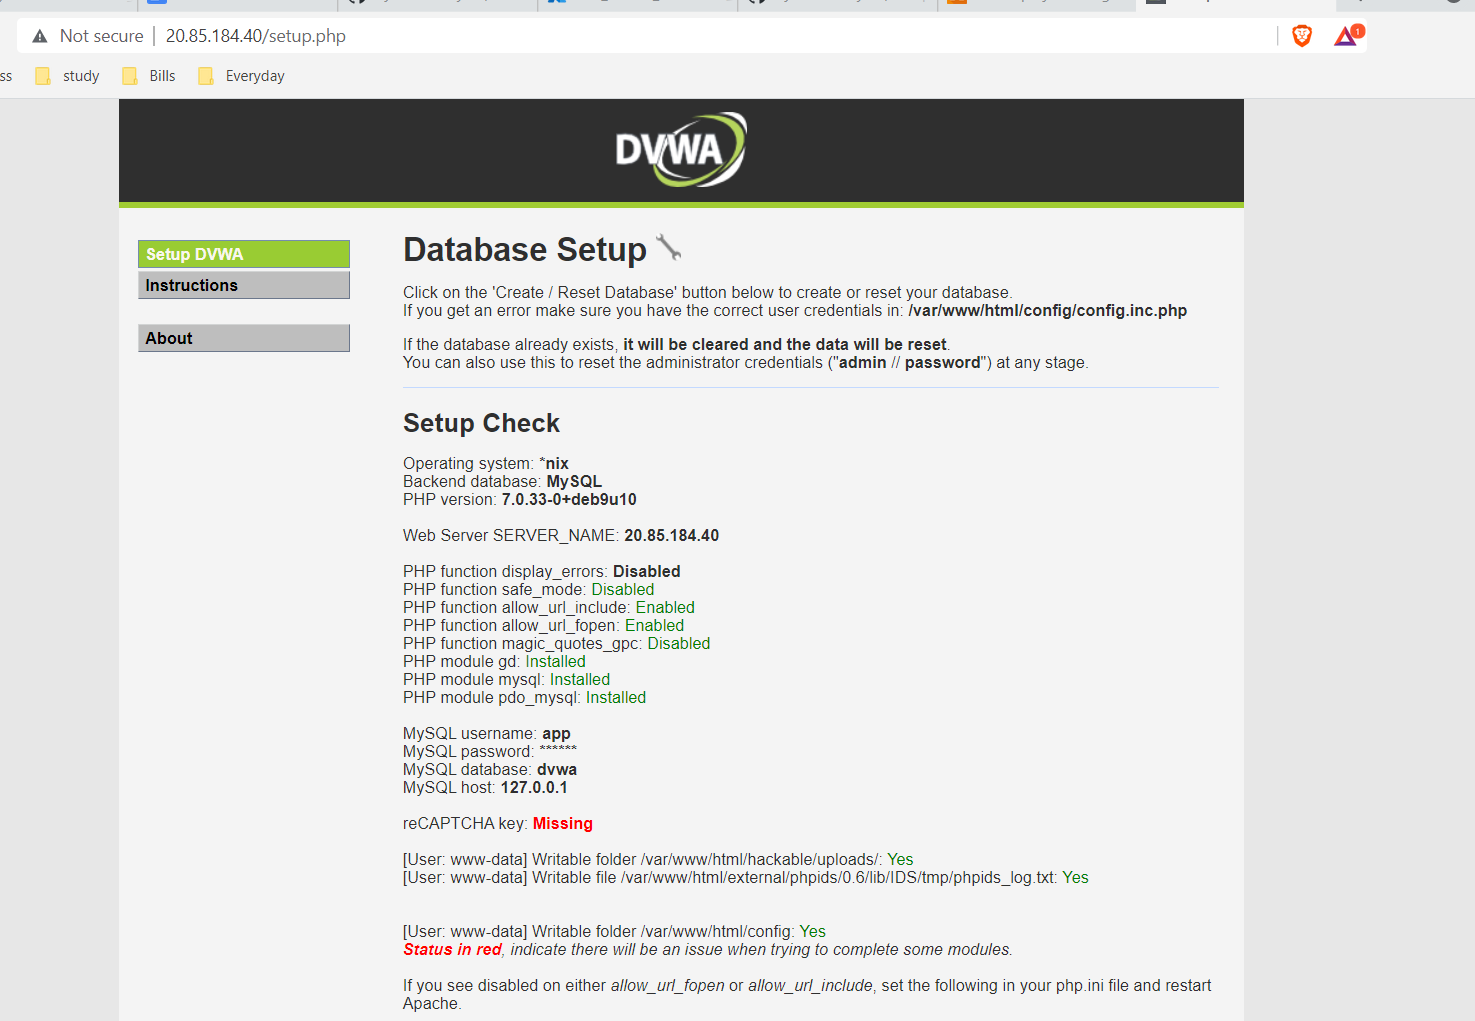 Not secure | 20.85.184.40/setup.php
1
ss study Bills Everyday
DVWA
Setup DVWA
Instructions
About
Database Setup
Click on the 'Create / Reset Database' button below to create or reset your database.
If you get an error make sure you have the correct user credentials in: /var/www/html/config/config.inc.php
If the database already exists, it will be cleared and the data will be reset.
You can also use this to reset the administrator credentials ("admin // password") at any stage.
Setup Check
Operating system: *nix
Backend database: MySQL
PHP version: 7.0.33-0+deb9u10
Web Server SERVER_NAME: 20.85.184.40
PHP function display_errors: Disabled
PHP function safe_mode: Disabled
PHP function allow_url_include: Enabled
PHP function allow_url_fopen: Enabled
PHP function magic_quotes_gpc: Disabled
PHP module gd: Installed
PHP module mysql: Installed
PHP module pdo_mysql: Installed
MySQL username: app
MySQL password: ******
MySQL database: dvwa
MySQL host: 127.0.0.1
reCAPTCHA key: Missing
[User: www-data] Writable folder /var/www/html/hackable/uploads/: Yes
[User: www-data] Writable file /var/www/html/external/phpids/0.6/lib/IDS/tmp/phpids_log.txt: Yes
[User: www-data] Writable folder /var/www/html/config: Yes
Status in red, indicate there will be an issue when trying to complete some modules.
If you see disabled on either allow_url_fopen or allow_url_include, set the following in your php.ini file and restart
Apache.